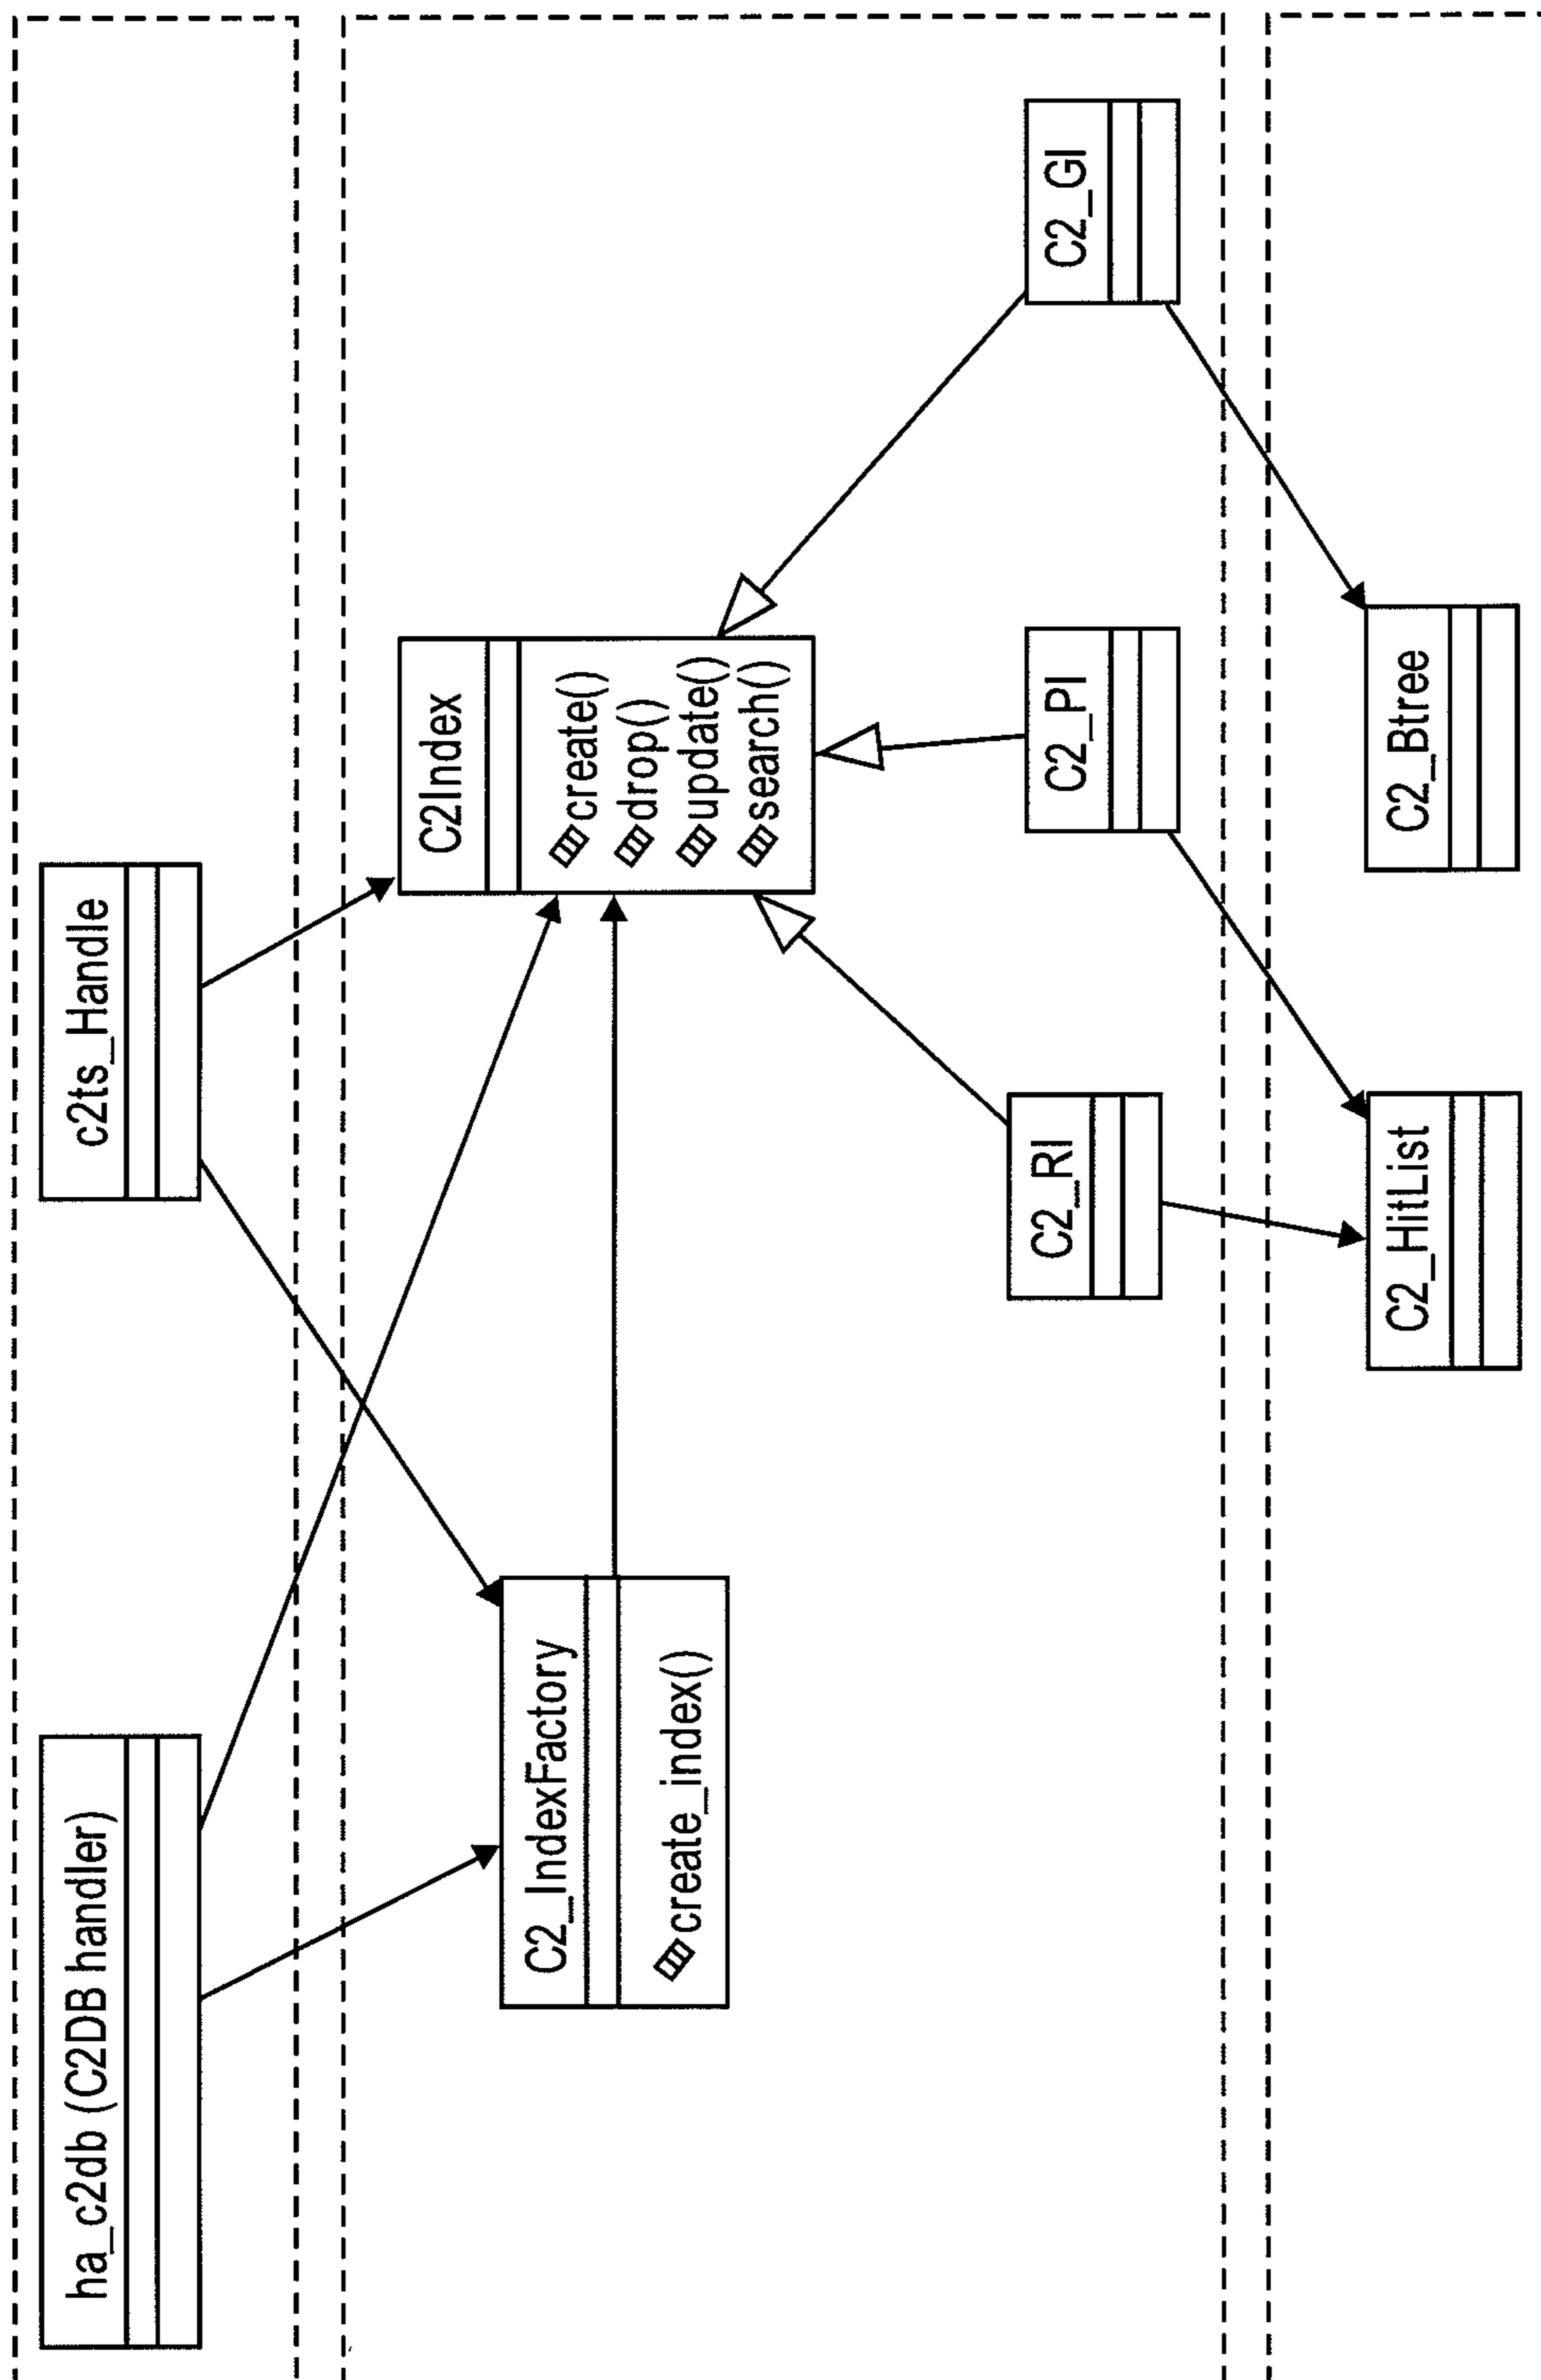 ha_c2db (C2DB handler)
c2ts_Handle
C2_IndexFactory
create_index()
C2Index
create()
drop()
update()
search()
C2_RI
C2_PI
C2_GI
C2_HitList
C2_Btree